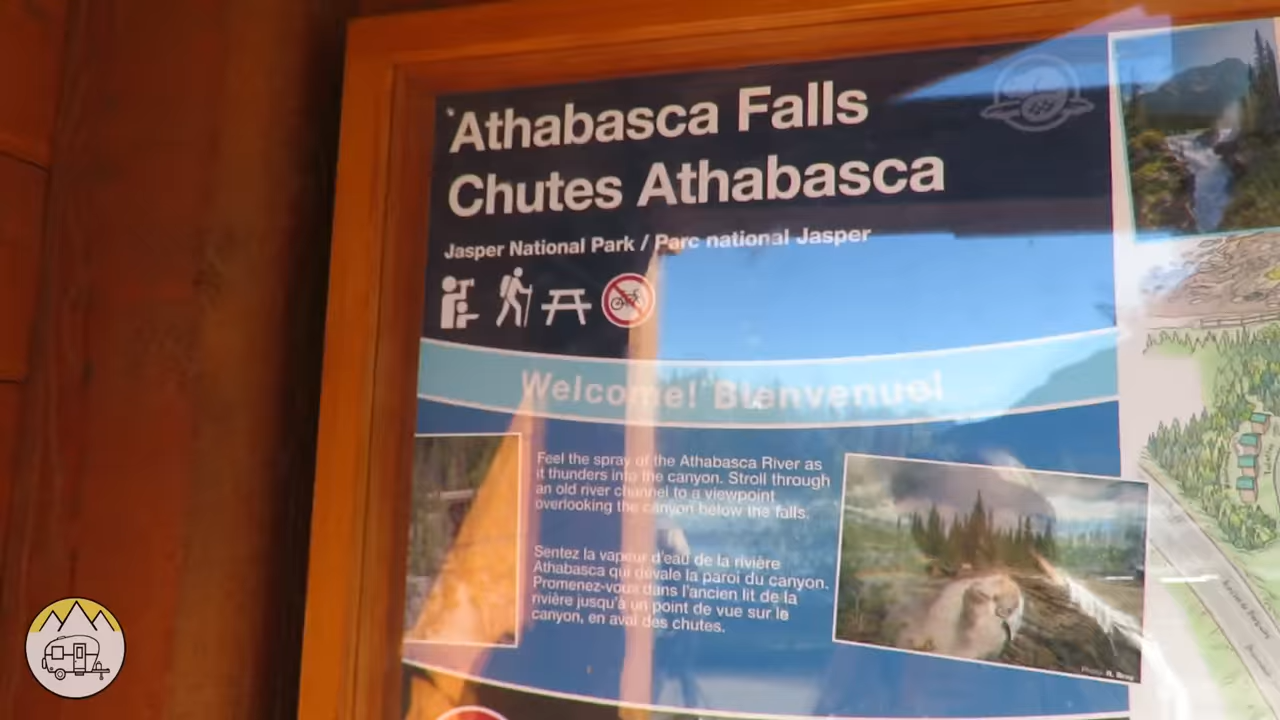 Athabasca Falls
Chutes Athabasca
Jasper National Park / Parc national Jasper
Welcome! Bienvenue!
Feel the spray of the Athabasca River as
it thunders into the canyon. Stroll through
an old river channel to a viewpoint
overlooking the canyon below the falls.
Sentez la vapeur d'eau de la rivière
Athabasca qui dévale la paroi du canyon.
Promenez-vous dans l'ancien lit de la
rivière jusqu'à un point de vue sur le
canyon, en aval des chutes.